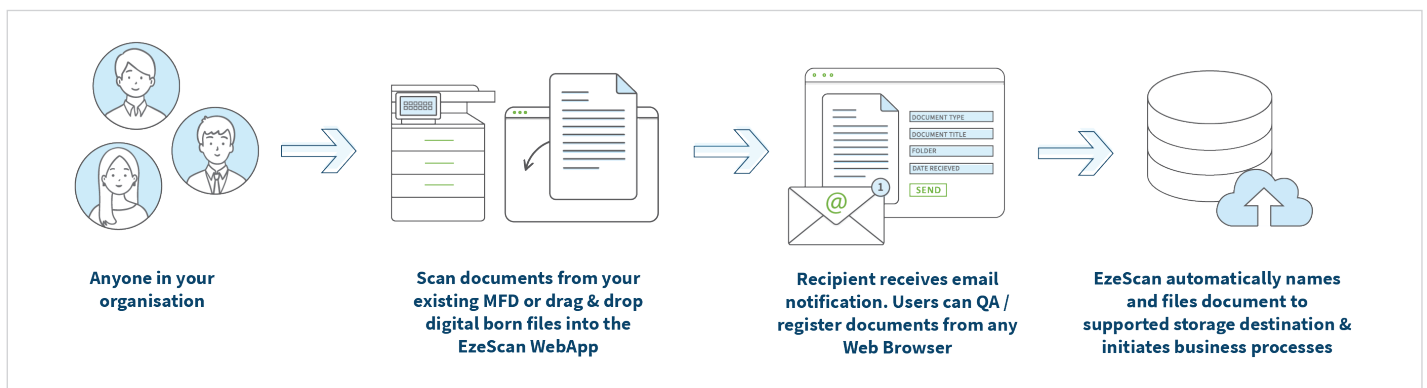 DOCUMENT TYPE
DOCUMENT TITLE
FOLDER
DATE RECIEVED
SEND
1
@
Anyone in your
organisation
Scan documents from your
existing MFD or drag & drop
digital born files into the
EzeScan WebApp
Recipient receives email
notification. Users can QA /
register documents from any
Web Browser
EzeScan automatically names
and files document to
supported storage destination &
initiates business processes